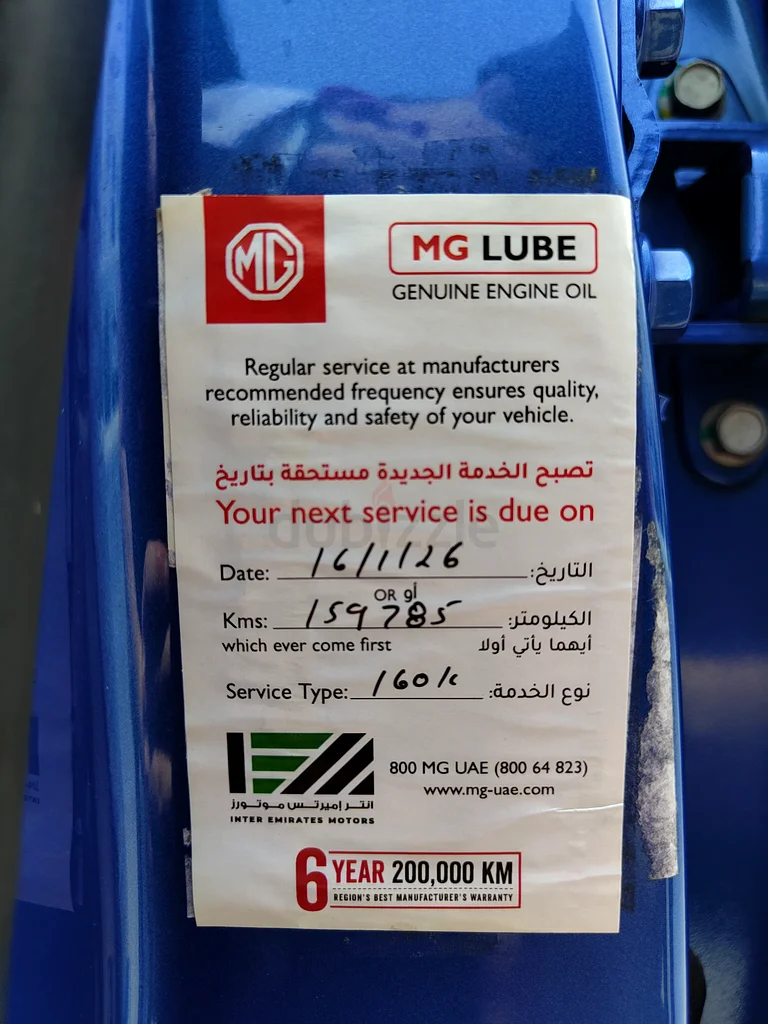 MG
MG LUBE
GENUINE ENGINE OIL
Regular service at manufacturers
recommended frequency ensures quality,
reliability and safety of your vehicle.
تصبح الخدمة الجديدة مستحقة بتاريخ
Your next service is due on
dubizzle
Date: 16/1/26 التاريخ:
OR أو
Kms: 159785 الكيلومتر:
which ever come first أيهما يأتي أولا
Service Type: 160k نوع الخدمة:
انتر إميرتس موتورز
INTER EMIRATES MOTORS
800 MG UAE (800 64 823)
www.mg-uae.com
6 YEAR 200,000 KM
REGION'S BEST MANUFACTURER'S WARRANTY